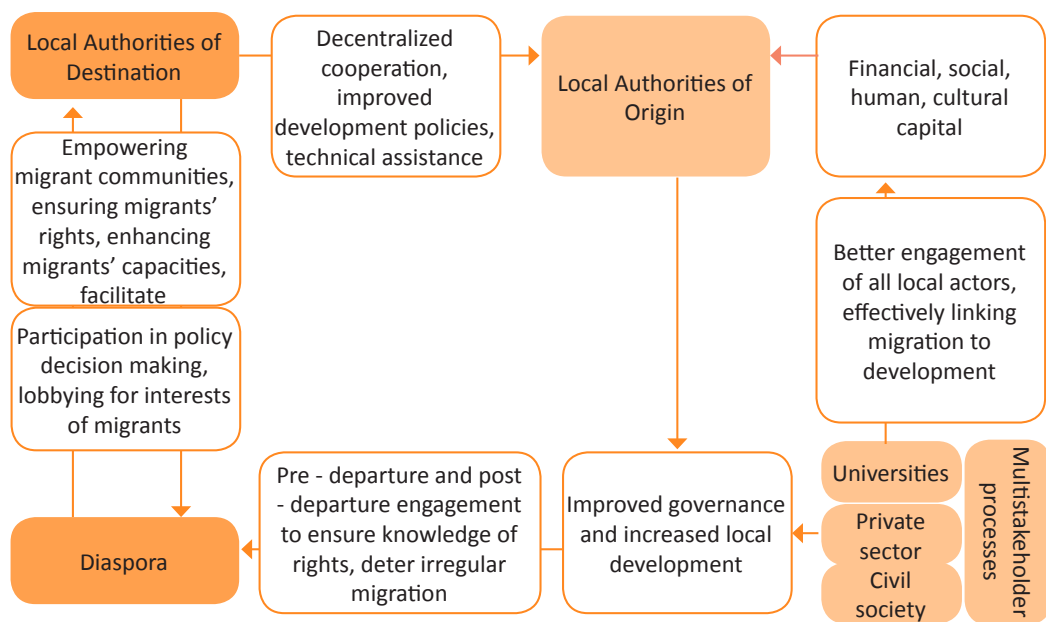 Local Authorities of
Destination
Decentralized
cooperation,
improved
development policies,
technical assistance
Local Authorities of
Origin
Financial, social,
human, cultural
capital
Empowering
migrant communities,
ensuring migrants’
rights, enhancing
migrants’ capacities,
facilitate
Participation in policy
decision making,
lobbying for interests
of migrants
Better engagement
of all local actors,
effectively linking
migration to
development
Diaspora
Pre - departure and post
- departure engagement
to ensure knowledge of
rights, deter irregular
migration
Improved governance
and increased local
development
Universities
Private
sector
Civil
society
Multistakeholder
processes